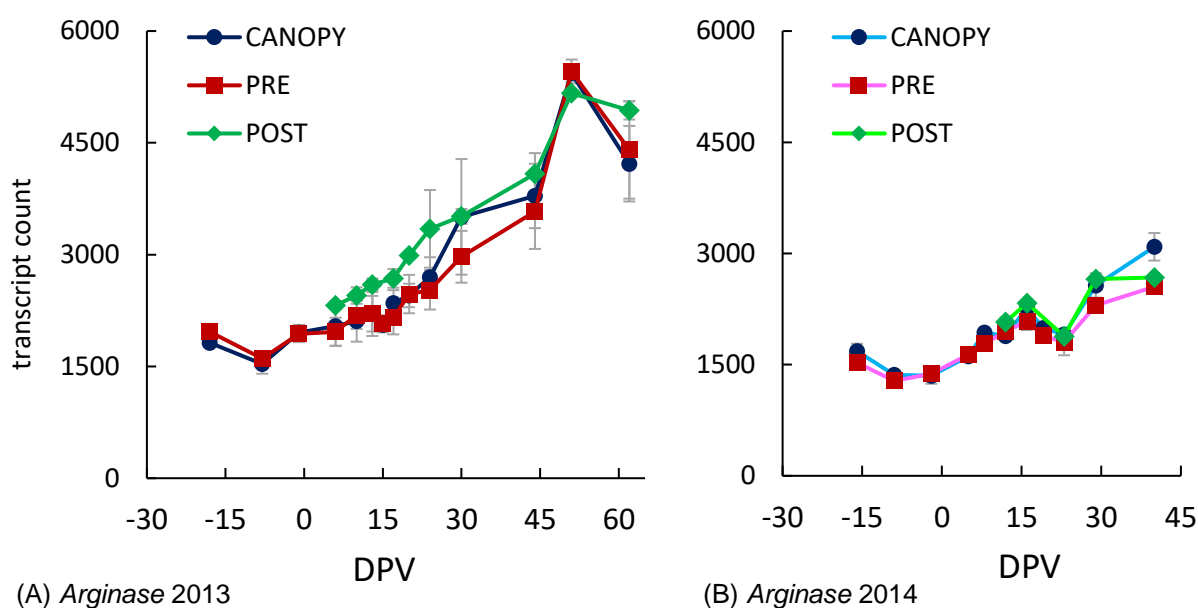 transcript count
6000
4500
3000
1500
0
-30 -15 0 15 30 45 60
DPV
CANOPY
PRE
POST
(A) Arginase 2013
6000
4500
3000
1500
0
-30 -15 0 15 30 45
DPV
CANOPY
PRE
POST
(B) Arginase 2014